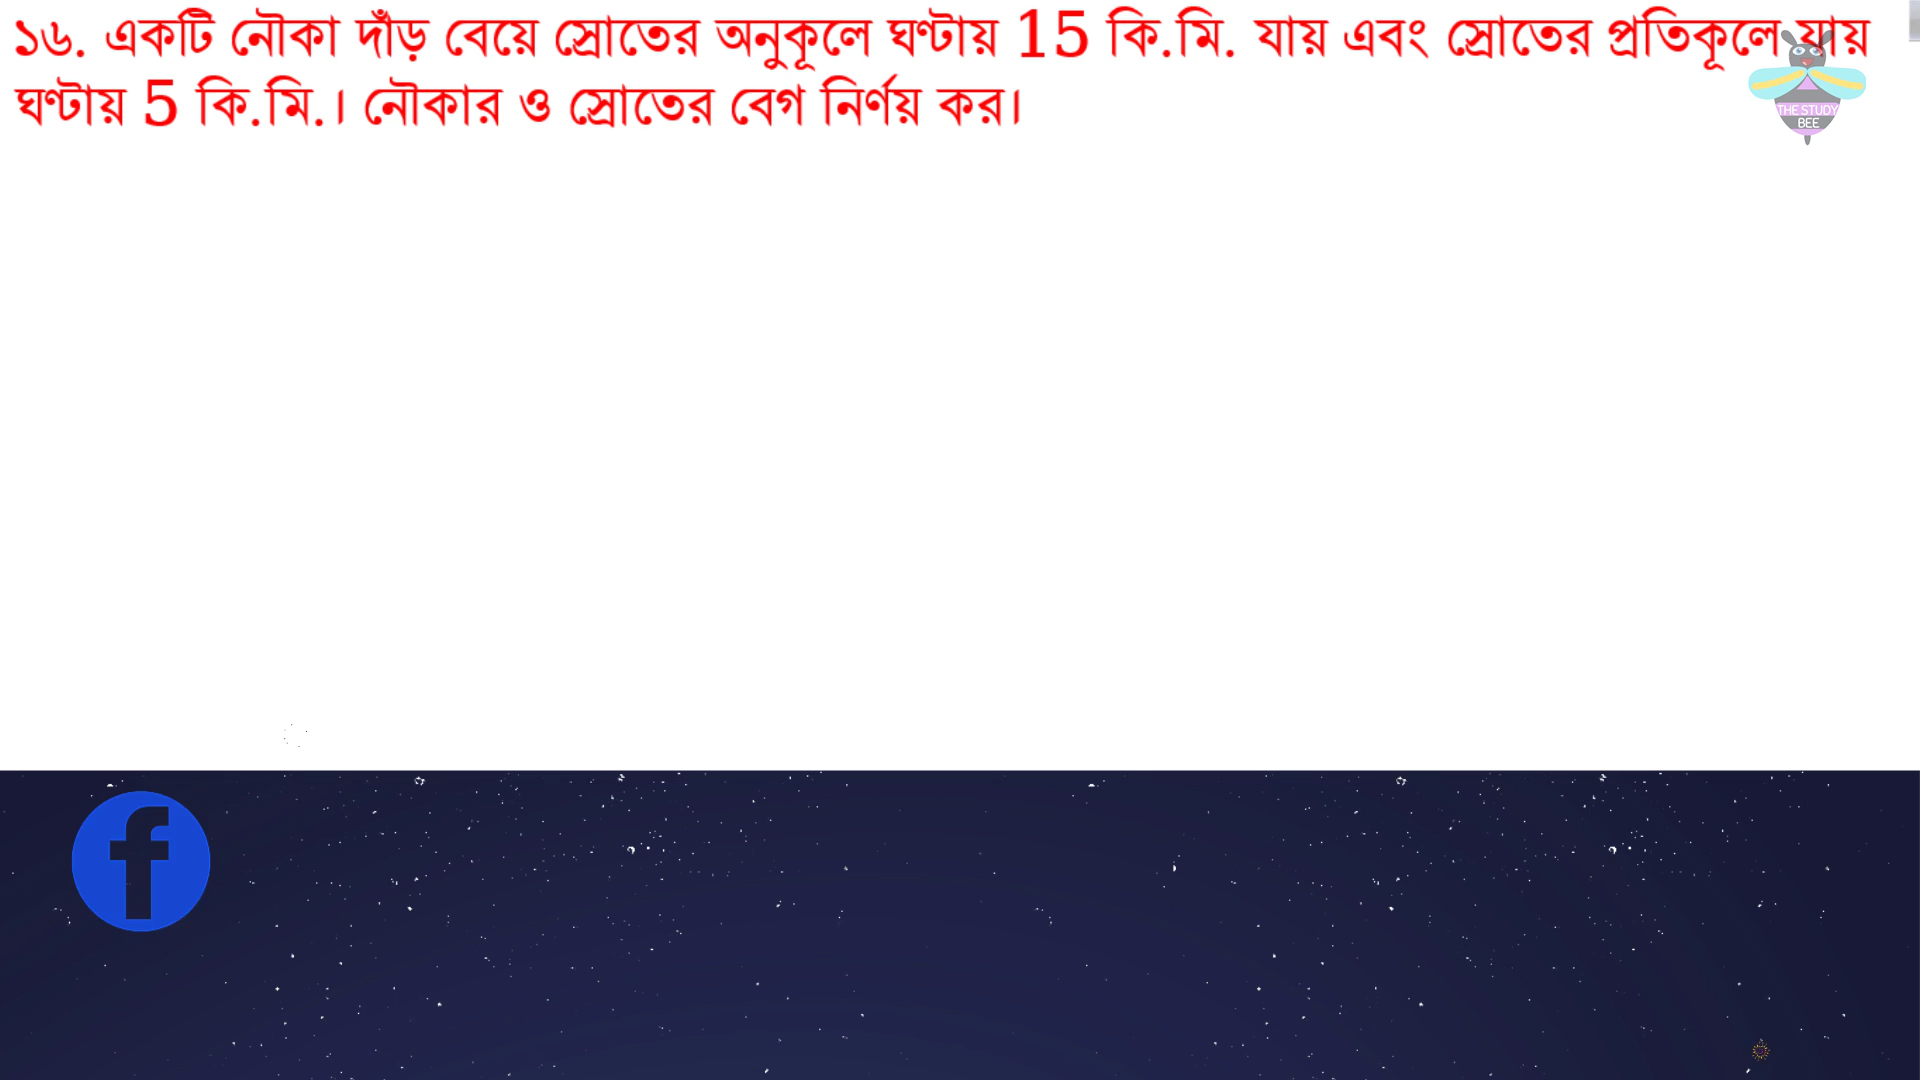 ১৬. একটি নৌকা দাঁড় বেয়ে স্রোতের অনুকূলে ঘণ্টায় 15 কি.মি. যায় এবং স্রোতের প্রতিকূলে যায়
ঘণ্টায় 5 কি.মি.। নৌকার ও স্রোতের বেগ নির্ণয় কর।
THE STUDY
BEE